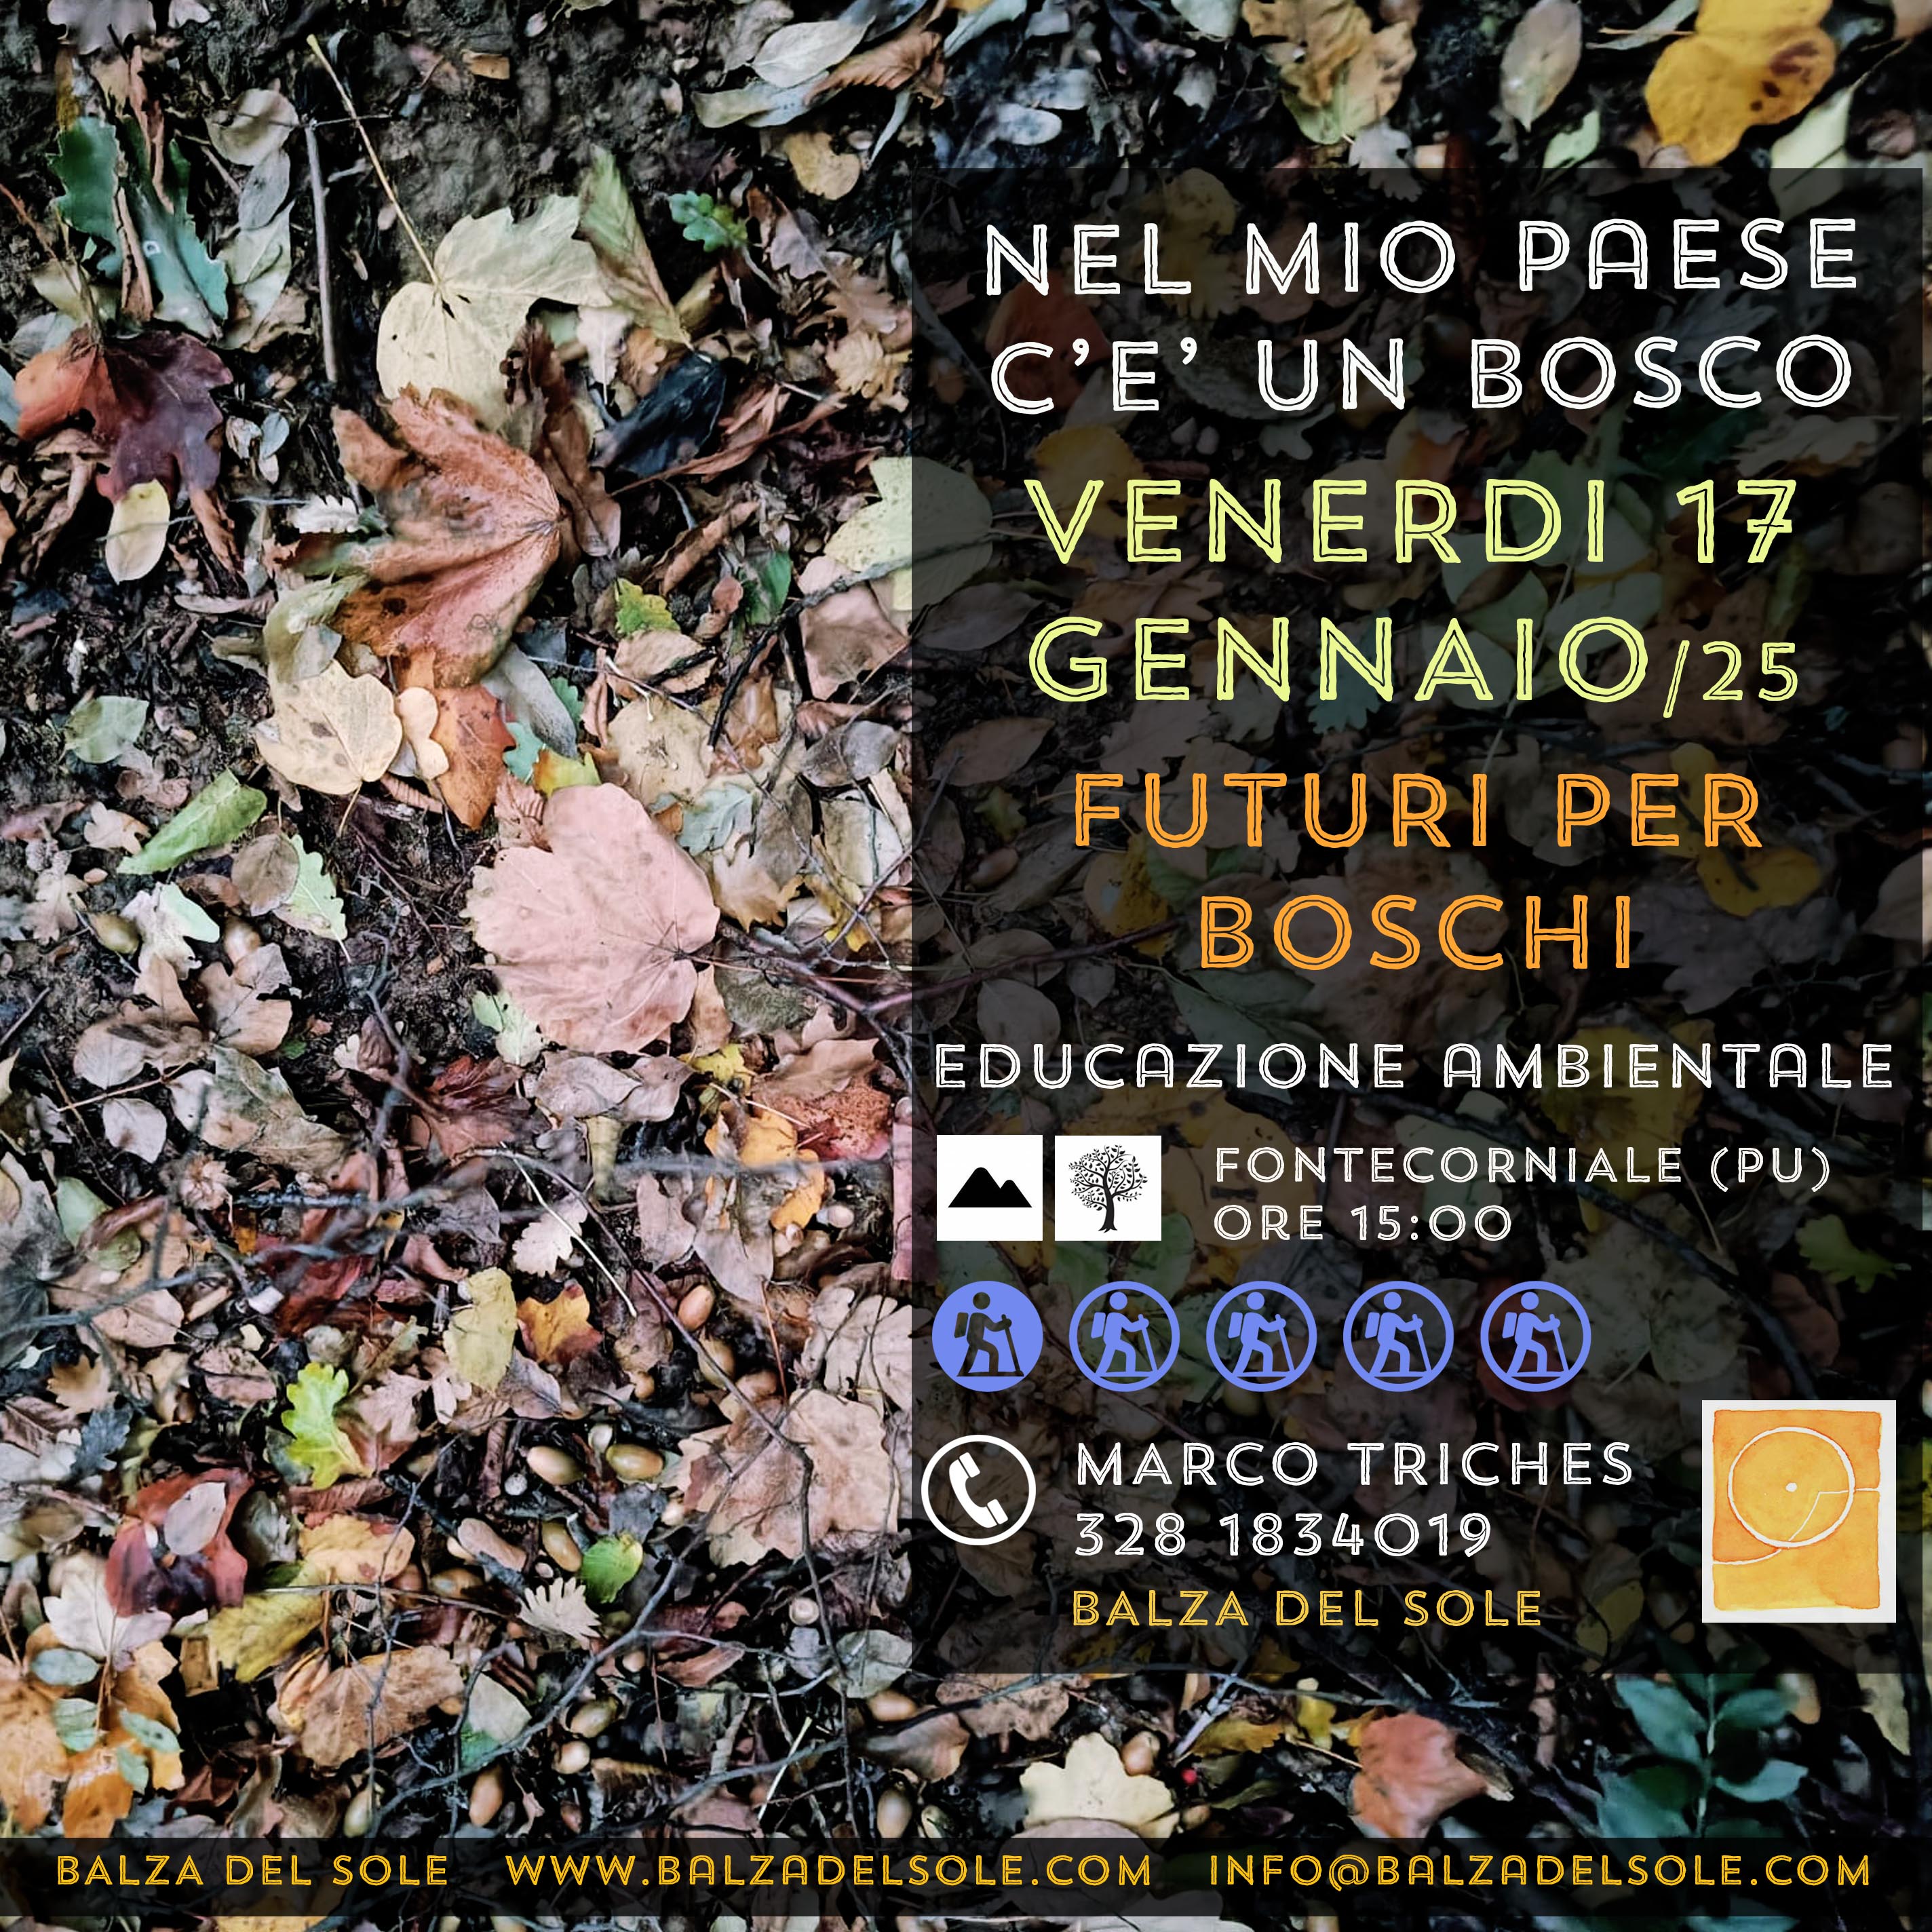 NEL MIO PAESE
C'E' UN BOSCO
VENERDI 17
GENNAIO/25
FUTURI PER
BOSCHI
EDUCAZIONE AMBIENTALE
FONTECORNIALE (PU)
ORE 15:00
MARCO TRICHES
328 1834019
BALZA DEL SOLE
BALZA DEL SOLE WWW.BALZADELSOLE.COM INFO@BALZADELSOLE.COM